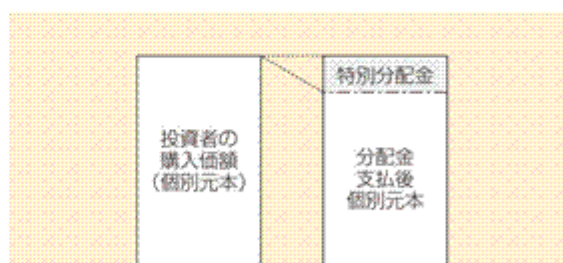 投資者の
購入価額
（個別元本）
特別分配金
分配金
支払後
個別元本